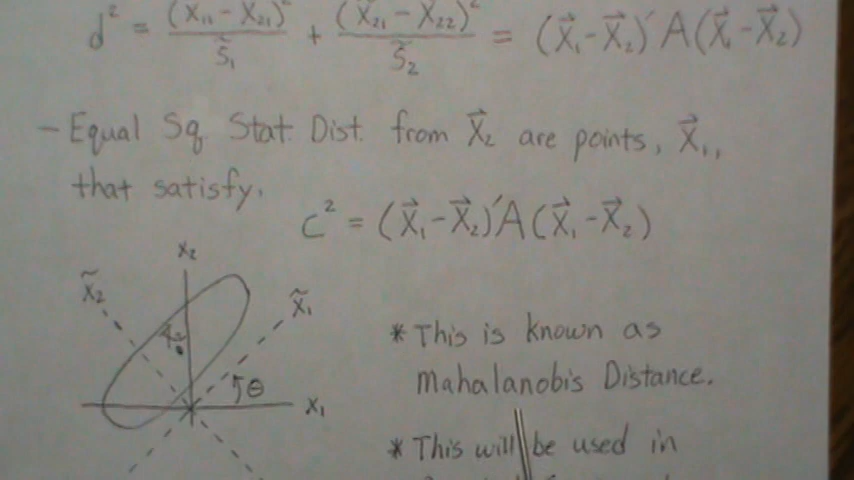 d² = (X₁₁ - X₂₁)² / S̃₁ + (X̃₂₁ - X̃₂₂)² / S̃₂ = (X⃗₁-X⃗₂)′A(X⃗₁-X⃗₂)
- Equal Sq Stat. Dist. from X⃗₂ are points, X⃗₁,
that satisfy.
C² = (X⃗₁-X⃗₂)′A(X⃗₁-X⃗₂)
X₂
X̃₂
X̃₁
θ
X₁
* This is known as
Mahalanobis Distance.
* This will be used in